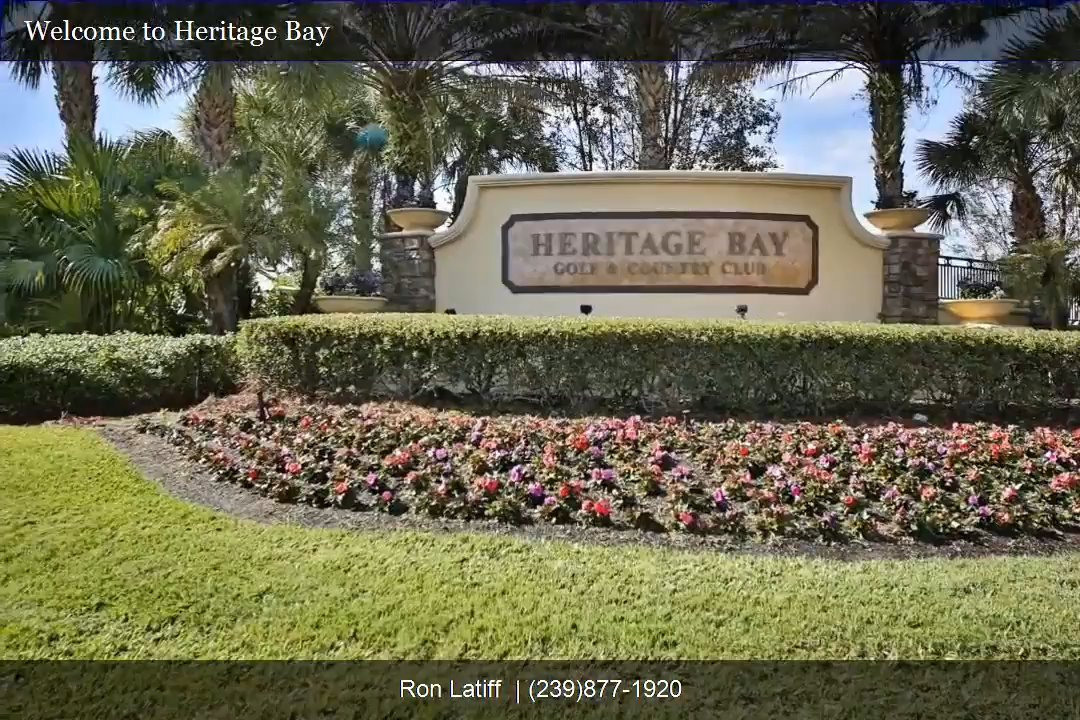 Welcome to Heritage Bay
HERITAGE BAY
GOLF & COUNTRY CLUB
Ron Latiff | (239)877-1920